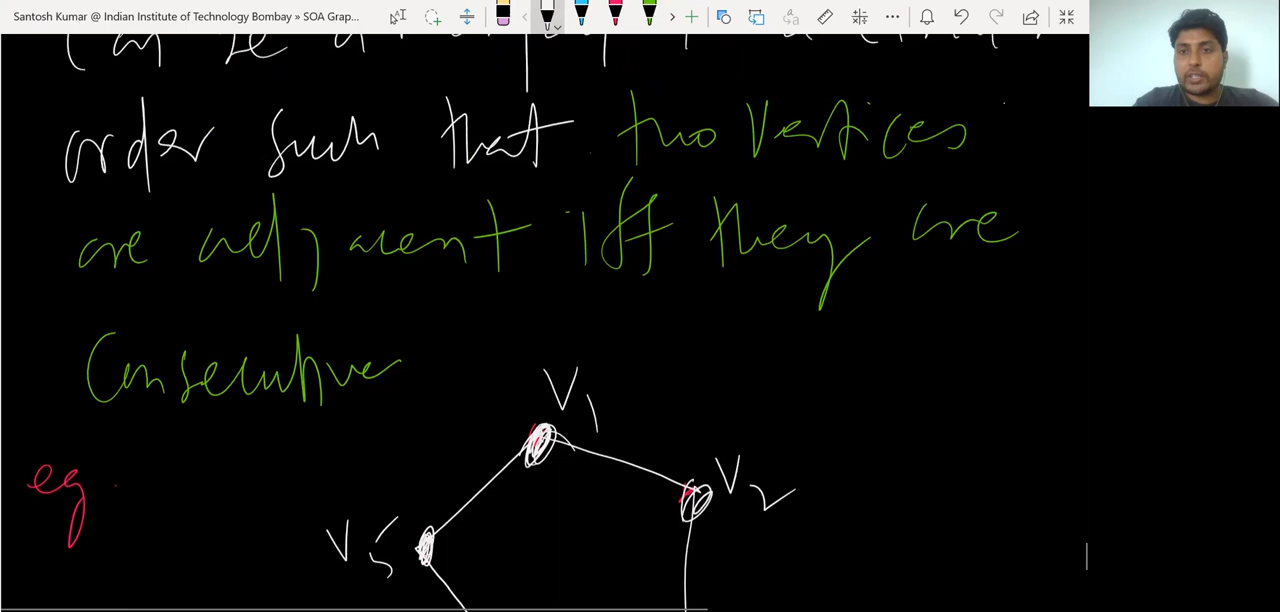 Santosh Kumar @ Indian Institute of Technology Bombay » SOA Grap...
order such that two vertices
are adjacent iff they are
Consecutive
V1
eg.
V2
V5